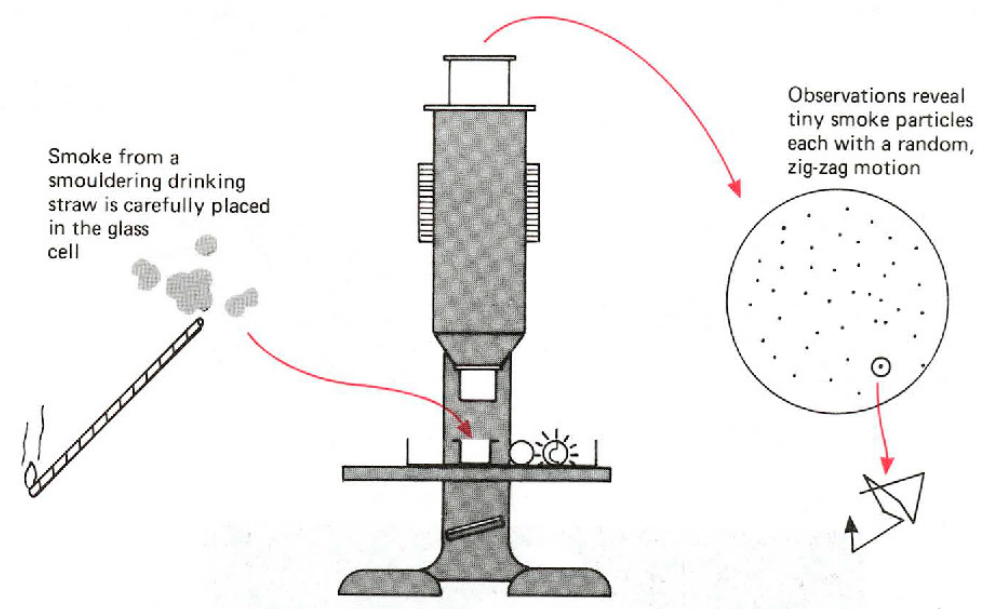 Smoke from a
smouldering drinking
straw is carefully placed
in the glass
cell
Observations reveal
tiny smoke particles
each with a random,
zig-zag motion